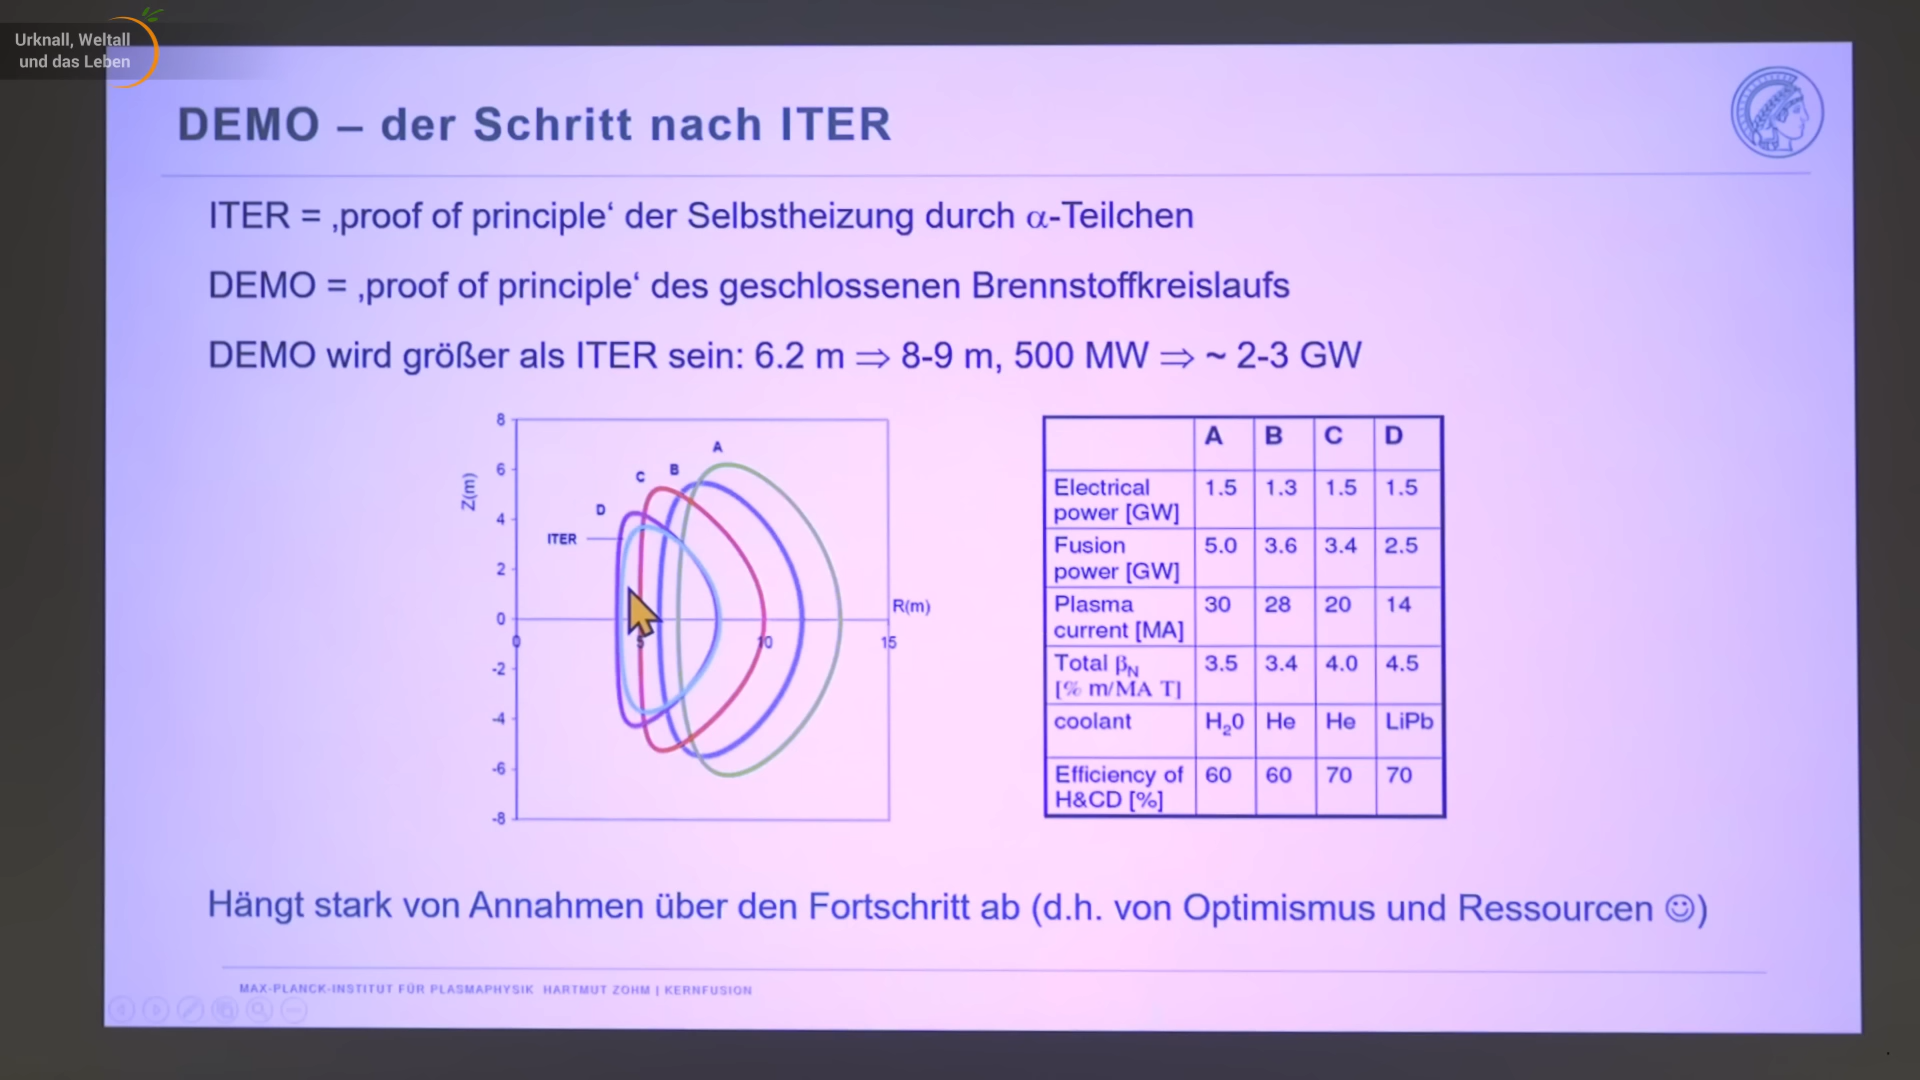 Urknall, Weltall
und das Leben
DEMO – der Schritt nach ITER
ITER = ‚proof of principle‘ der Selbstheizung durch α-Teilchen
DEMO = ‚proof of principle‘ des geschlossenen Brennstoffkreislaufs
DEMO wird größer als ITER sein: 6.2 m ⇒ 8-9 m, 500 MW ⇒ ~ 2-3 GW
8
6
4
2
0
-2
-4
-6
-8
Z(m)
A
B
C
D
ITER
R(m)
0
5
10
15
A B C D
Electrical power [GW] 1.5 1.3 1.5 1.5
Fusion power [GW] 5.0 3.6 3.4 2.5
Plasma current [MA] 30 28 20 14
Total βN [% m/MA T] 3.5 3.4 4.0 4.5
coolant H20 He He LiPb
Efficiency of H&CD [%] 60 60 70 70
Hängt stark von Annahmen über den Fortschritt ab (d.h. von Optimismus und Ressourcen ☺)
MAX-PLANCK-INSTITUT FÜR PLASMAPHYSIK HARTMUT ZOHM | KERNFUSION